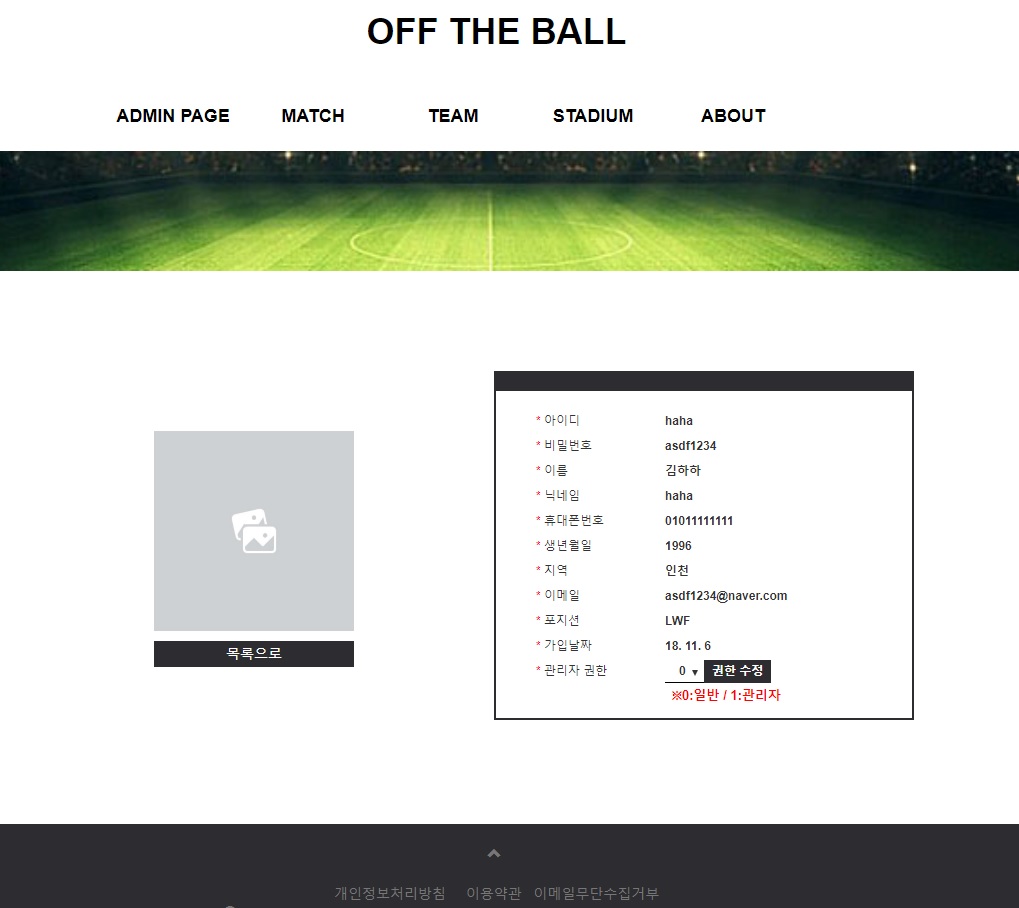 OFF THE BALL
ADMIN PAGE MATCH TEAM STADIUM ABOUT
* 아이디 haha
* 비밀번호 asdf1234
* 이름 김하하
* 닉네임 haha
* 휴대폰번호 01011111111
* 생년월일 1996
* 지역 인천
* 이메일 asdf1234@naver.com
* 포지션 LWF
* 가입날짜 18. 11. 6
* 관리자 권한 0 ▼ 권한 수정
※0:일반 / 1:관리자
목록으로
개인정보처리방침 이용약관 이메일무단수집거부